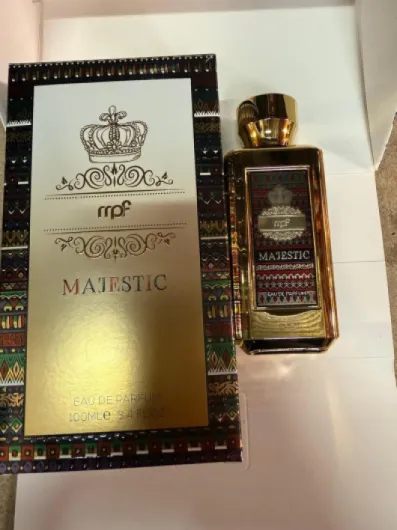 mpf
MAJESTIC
EAU DE PARFUM
100ML℮ 3.4 FL.OZ
mpf
MAJESTIC
EAU DE PARFUM